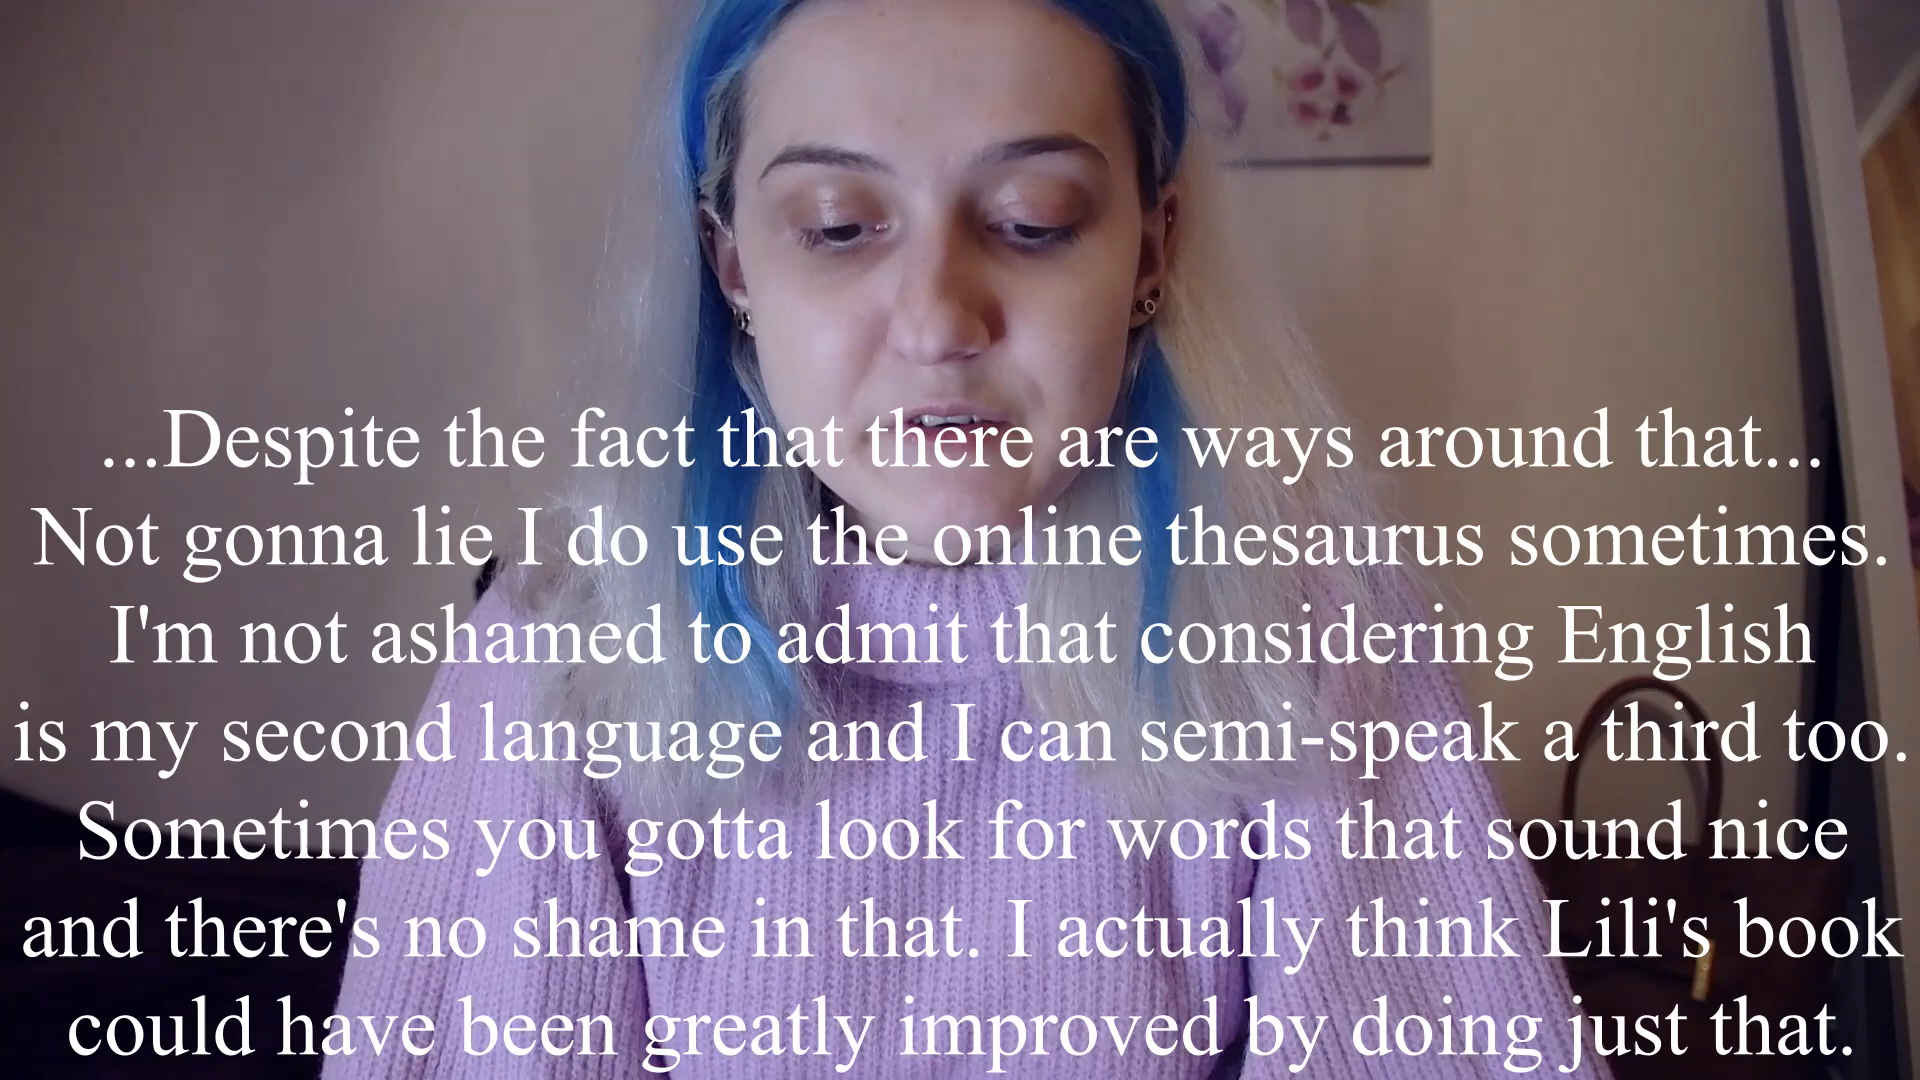 ...Despite the fact that there are ways around that...
Not gonna lie I do use the online thesaurus sometimes.
I'm not ashamed to admit that considering English
is my second language and I can semi-speak a third too.
Sometimes you gotta look for words that sound nice
and there's no shame in that. I actually think Lili's book
could have been greatly improved by doing just that.